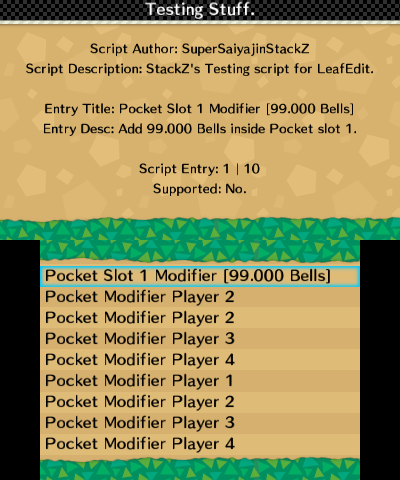 Testing Stuff.
Script Author: SuperSaiyajinStackZ
Script Description: StackZ's Testing script for LeafEdit.
Entry Title: Pocket Slot 1 Modifier [99.000 Bells]
Entry Desc: Add 99.000 Bells inside Pocket slot 1.
Script Entry: 1 | 10
Supported: No.
Pocket Slot 1 Modifier [99.000 Bells]
Pocket Modifier Player 2
Pocket Modifier Player 2
Pocket Modifier Player 3
Pocket Modifier Player 4
Pocket Modifier Player 1
Pocket Modifier Player 2
Pocket Modifier Player 3
Pocket Modifier Player 4